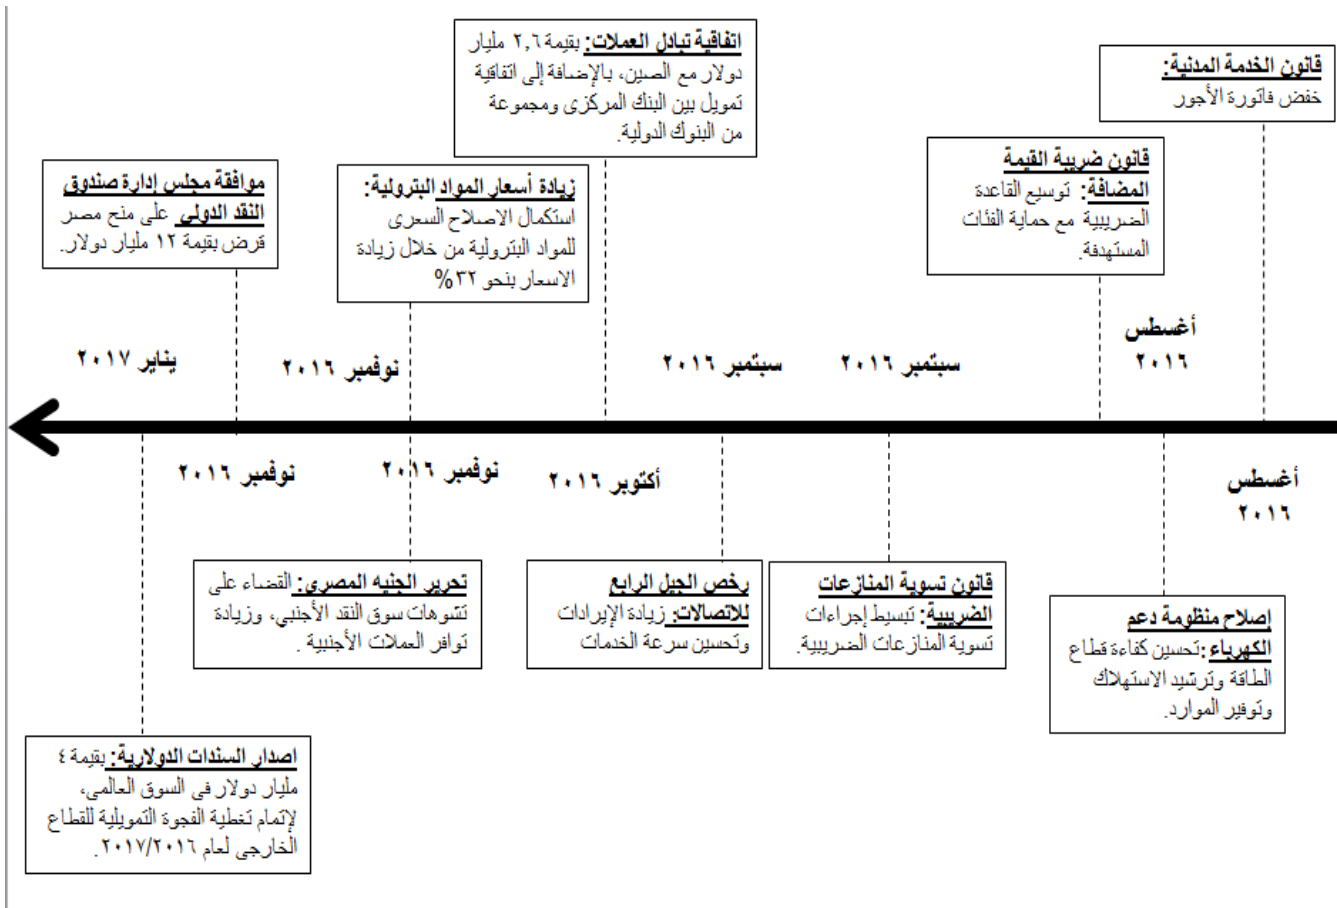 قانون الخدمة المدنية:
خفض فاتورة الأجور
اتفاقية تبادل العملات: بقيمة ٢,٦ مليار
دولار مع الصين، بالإضافة إلى اتفاقية
تمويل بين البنك المركزى ومجموعة
من البنوك الدولية.
قانون ضريبة القيمة
المضافة: توسيع القاعدة
الضريبية مع حماية الفئات
المستهدفة.
زيادة أسعار المواد البترولية:
استكمال الاصلاح السعرى
للمواد البترولية من خلال زيادة
الاسعار بنحو ٣٢%
موافقة مجلس إدارة صندوق
النقد الدولي على منح مصر
قرض بقيمة ١٢ مليار دولار.
أغسطس
٢٠١٦
سبتمبر ٢٠١٦
سبتمبر ٢٠١٦
نوفمبر ٢٠١٦
يناير ٢٠١٧
أغسطس
٢٠١٦
أكتوبر ٢٠١٦
نوفمبر ٢٠١٦
نوفمبر ٢٠١٦
إصلاح منظومة دعم
الكهرباء: تحسين كفاءة قطاع
الطاقة وترشيد الاستهلاك
وتوفير الموارد.
قانون تسوية المنازعات
الضريبية: تبسيط إجراءات
تسوية المنازعات الضريبية.
رخص الجيل الرابع
للاتصالات: زيادة الإيرادات
وتحسين سرعة الخدمات
تحرير الجنيه المصري: القضاء على
تشوهات سوق النقد الأجنبي، وزيادة
توافر العملات الأجنبية .
اصدار السندات الدولارية: بقيمة ٤
مليار دولار فى السوق العالمى،
لإتمام تغطية الفجوة التمويلية للقطاع
الخارجى لعام ٢٠١٧/٢٠١٦.